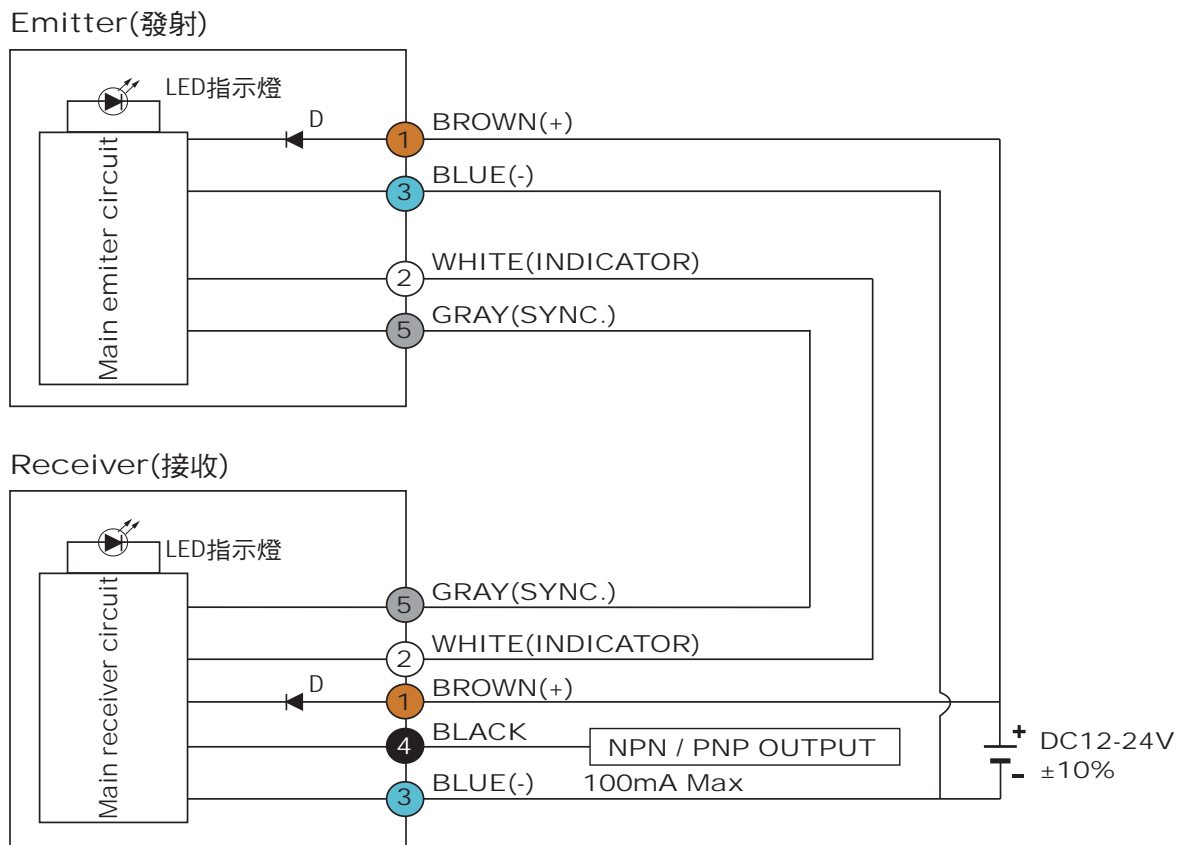 Emitter(發射)
LED指示燈
D
1
BROWN(+)
3
BLUE(-)
2
WHITE(INDICATOR)
5
GRAY(SYNC.)
Main emiter circuit
Receiver(接收)
LED指示燈
5
GRAY(SYNC.)
2
WHITE(INDICATOR)
D
1
BROWN(+)
4
BLACK
NPN / PNP OUTPUT
3
BLUE(-)
100mA Max
Main receiver circuit
+ DC12-24V
- ±10%